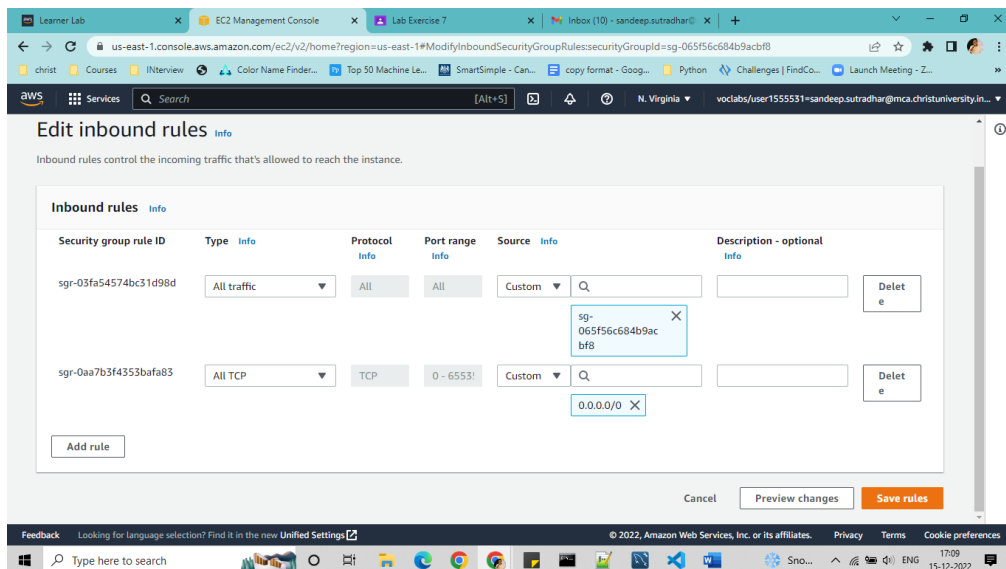 Learner Lab
EC2 Management Console
Lab Exercise 7
Inbox (10) - sandeep.sutradhar@
us-east-1.console.aws.amazon.com/ec2/v2/home?region=us-east-1#ModifyInboundSecurityGroupRules:securityGroupId=sg-065f56c684b9acbf8
christ
Courses
INterview
Color Name Finder...
Top 50 Machine Le...
SmartSimple - Can...
copy format - Goog...
Python
Challenges | FindCo...
Launch Meeting - Z...
aws
Services
Search
[Alt+S]
N. Virginia
voclabs/user1555531=sandeep.sutradhar@mca.christuniversity.in...
Edit inbound rules Info
Inbound rules control the incoming traffic that's allowed to reach the instance.
Inbound rules Info
Security group rule ID
Type Info
Protocol
Info
Port range
Info
Source Info
Description - optional
Info
sgr-03fa54574bc31d98d
All traffic
All
All
Custom
Delet
e
sg-
065f56c684b9ac
bf8
sgr-0aa7b3f4353bafa83
All TCP
TCP
0 - 6553
Custom
Delet
e
0.0.0.0/0
Add rule
Cancel
Preview changes
Save rules
Feedback
Looking for language selection? Find it in the new Unified Settings
© 2022, Amazon Web Services, Inc. or its affiliates.
Privacy
Terms
Cookie preferences
Type here to search
Sno...
ENG
17:09
15-12-2022